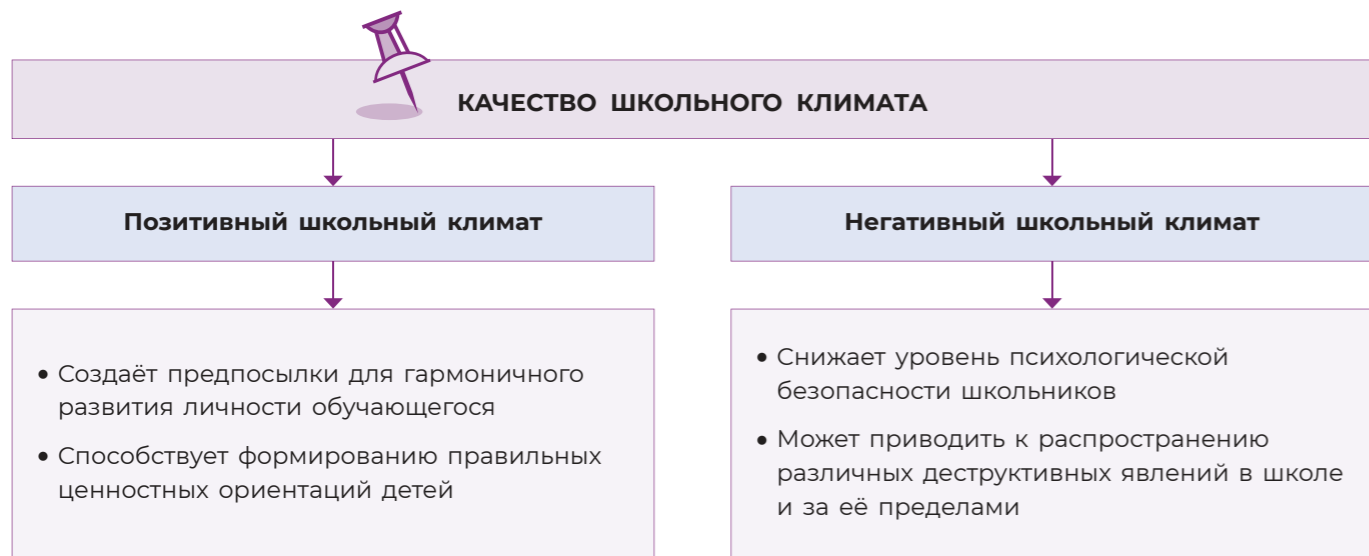 КАЧЕСТВО ШКОЛЬНОГО КЛИМАТА
Позитивный школьный климат
• Создаёт предпосылки для гармоничного
развития личности обучающегося
• Способствует формированию правильных
ценностных ориентаций детей
Негативный школьный климат
• Снижает уровень психологической
безопасности школьников
• Может приводить к распространению
различных деструктивных явлений в школе
и за её пределами